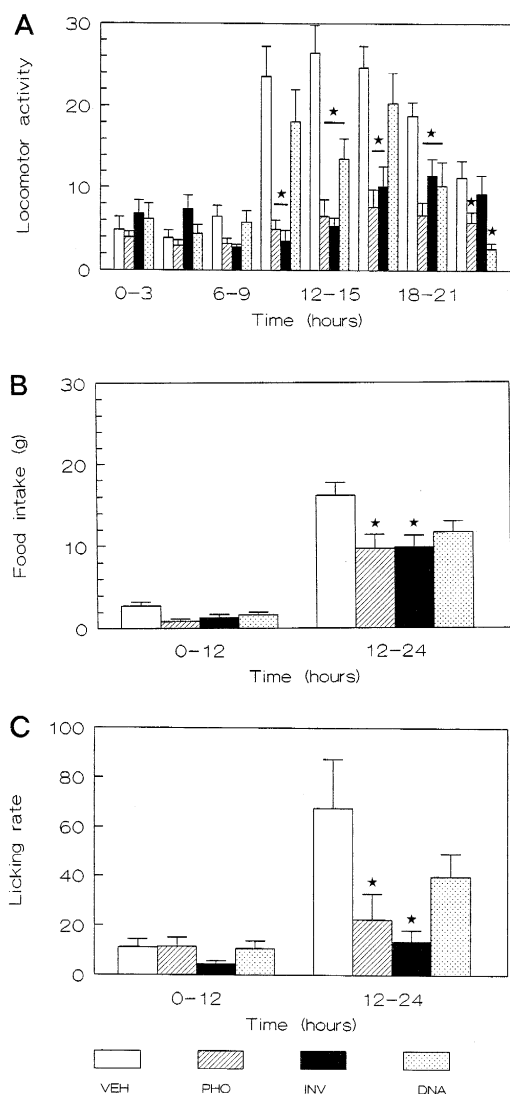 A
Locomotor activity
30
20
10
0
★
★
★
★
★
★
0-3
6-9
12-15
18-21
Time (hours)
B
Food intake (g)
30
20
10
0
★
★
0-12
12-24
Time (hours)
C
Licking rate
100
80
60
40
20
0
★
★
0-12
12-24
Time (hours)
VEH
PHO
INV
DNA